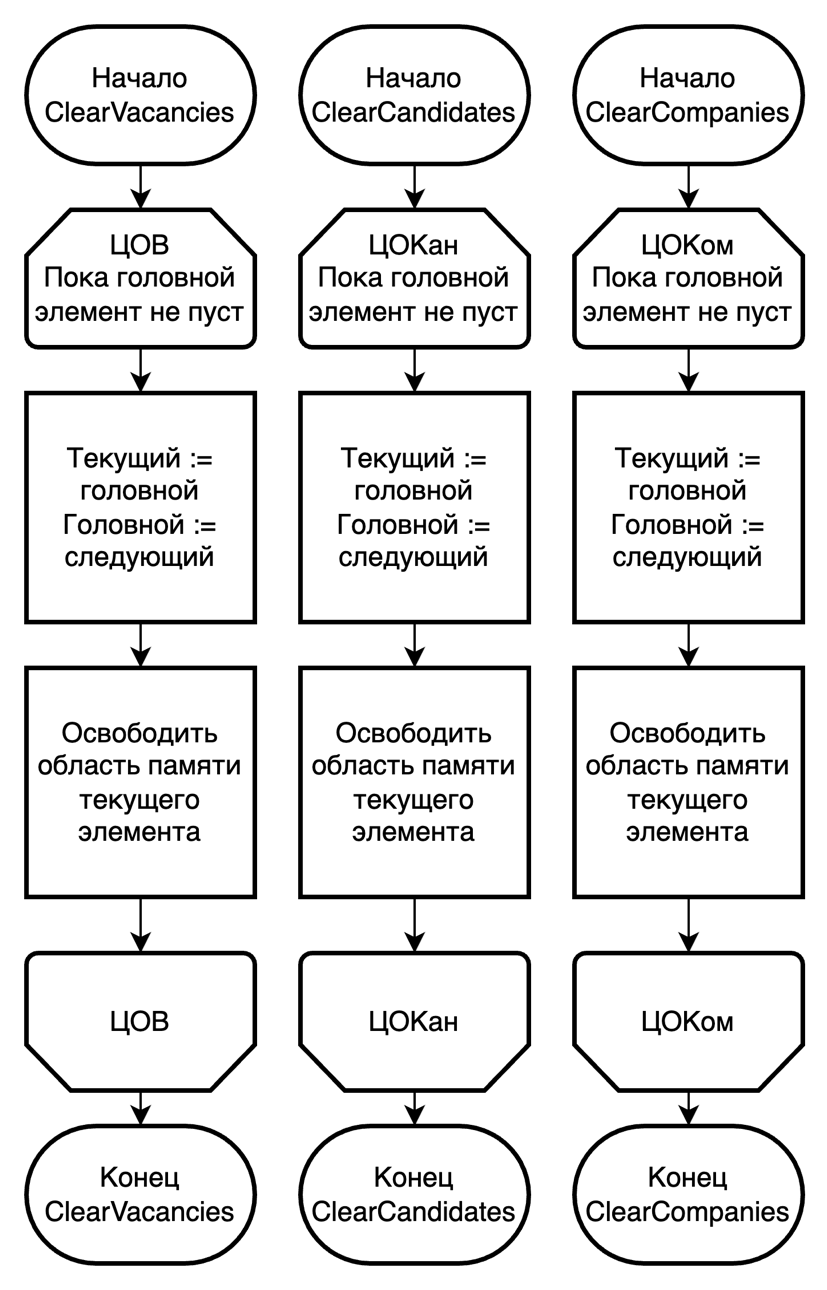 Начало
ClearVacancies
ЦОВ
Пока головной
элемент не пуст
Текущий :=
головной
Головной :=
следующий
Освободить
область памяти
текущего
элемента
ЦОВ
Конец
ClearVacancies
Начало
ClearCandidates
ЦОКан
Пока головной
элемент не пуст
Текущий :=
головной
Головной :=
следующий
Освободить
область памяти
текущего
элемента
ЦОКан
Конец
ClearCandidates
Начало
ClearCompanies
ЦОКом
Пока головной
элемент не пуст
Текущий :=
головной
Головной :=
следующий
Освободить
область памяти
текущего
элемента
ЦОКом
Конец
ClearCompanies